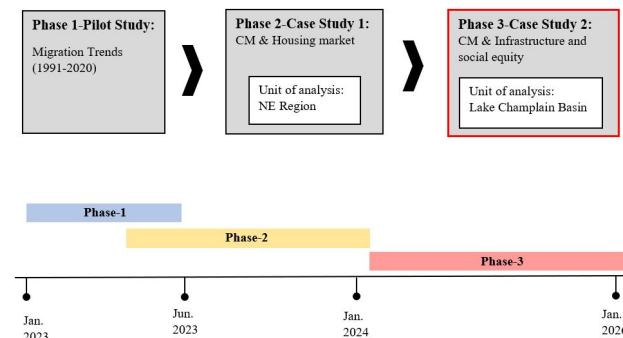 Phase 1-Pilot Study:
Migration Trends
(1991-2020)
Phase 2-Case Study 1:
CM & Housing market
Unit of analysis:
NE Region
Phase 3-Case Study 2:
CM & Infrastructure and
social equity
Unit of analysis:
Lake Champlain Basin
Phase-1
Phase-2
Phase-3
Jan.
2023
Jun.
2023
Jan.
2024
Jan.
2026